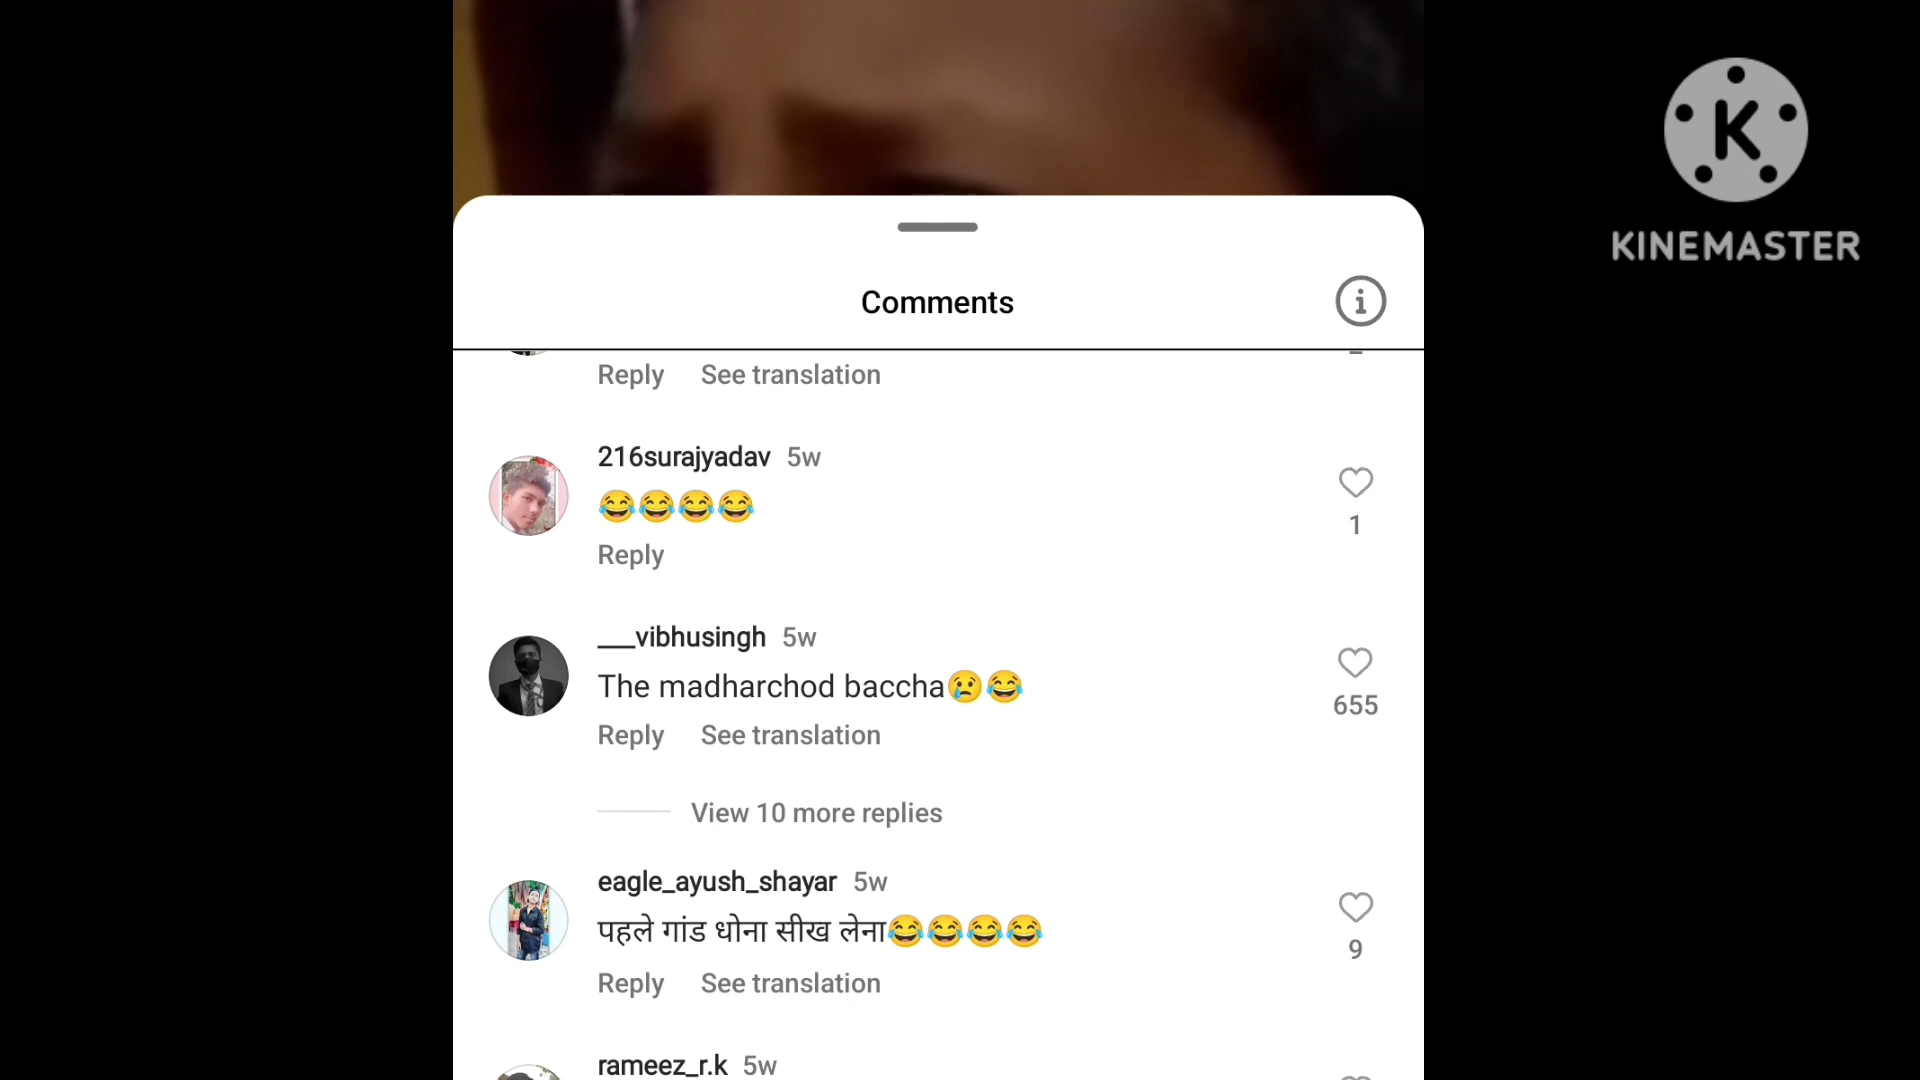 K
KINEMASTER
Comments
Reply See translation
216surajyadav 5w
😂😂😂😂
1
Reply
___vibhusingh 5w
The madharchod baccha😢😂
655
Reply See translation
View 10 more replies
eagle_ayush_shayar 5w
पहले गांड धोना सीख लेना😂😂😂😂
9
Reply See translation
rameez_r.k 5w